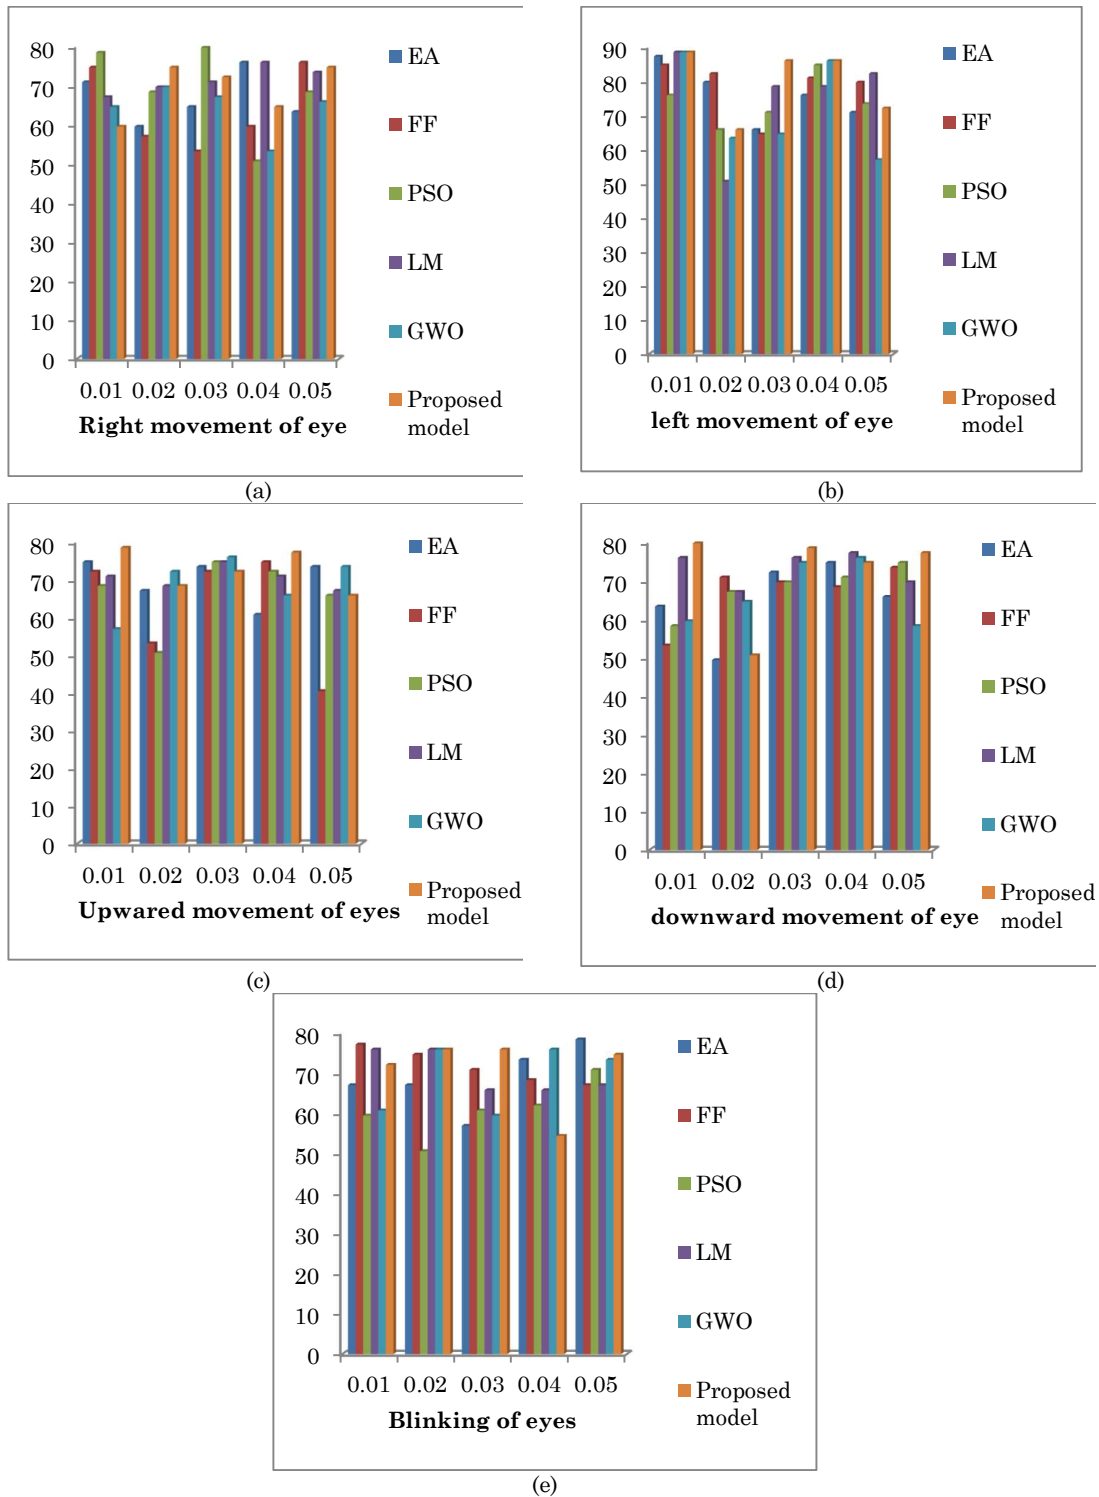 80
70
60
50
40
30
20
10
0
0.01 0.02 0.03 0.04 0.05
Right movement of eye
EA
FF
PSO
LM
GWO
Proposed
model
(a)
90
80
70
60
50
40
30
20
10
0
0.01 0.02 0.03 0.04 0.05
left movement of eye
EA
FF
PSO
LM
GWO
Proposed
model
(b)
80
70
60
50
40
30
20
10
0
0.01 0.02 0.03 0.04 0.05
Upwared movement of eyes
EA
FF
PSO
LM
GWO
Proposed
model
(c)
80
70
60
50
40
30
20
10
0
0.01 0.02 0.03 0.04 0.05
downward movement of eye
EA
FF
PSO
LM
GWO
Proposed
model
(d)
80
70
60
50
40
30
20
10
0
0.01 0.02 0.03 0.04 0.05
Blinking of eyes
EA
FF
PSO
LM
GWO
Proposed
model
(e)